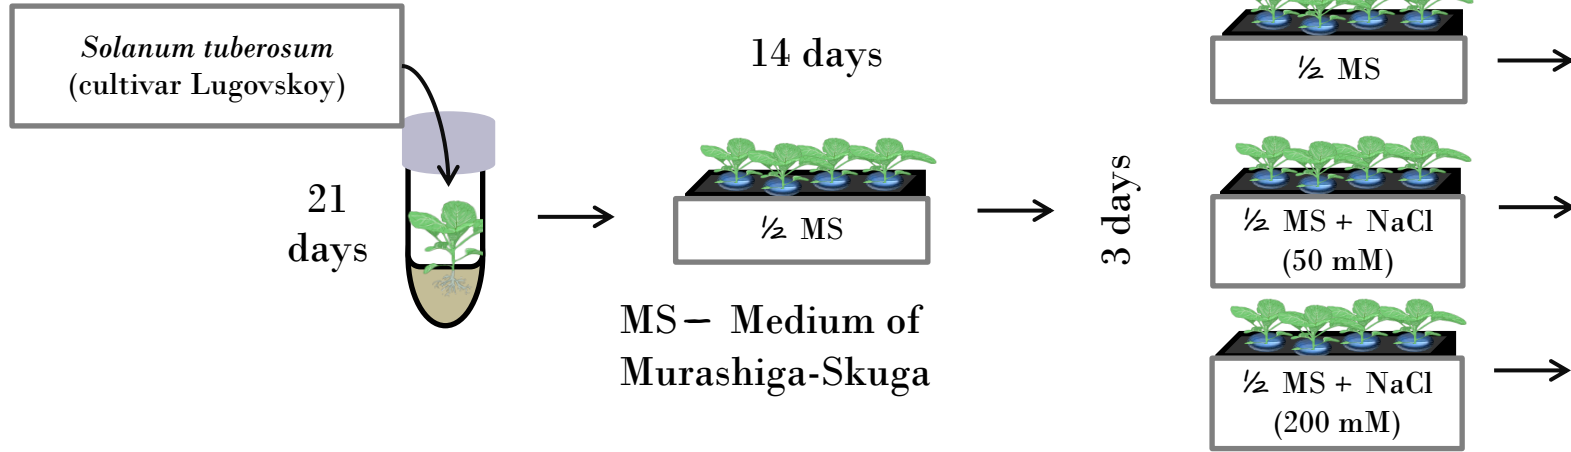 Solanum tuberosum
(cultivar Lugovskoy)
21
days
14 days
½ MS
MS – Medium of
Murashiga-Skuga
3 days
½ MS
½ MS + NaCl
(50 mM)
½ MS + NaCl
(200 mM)